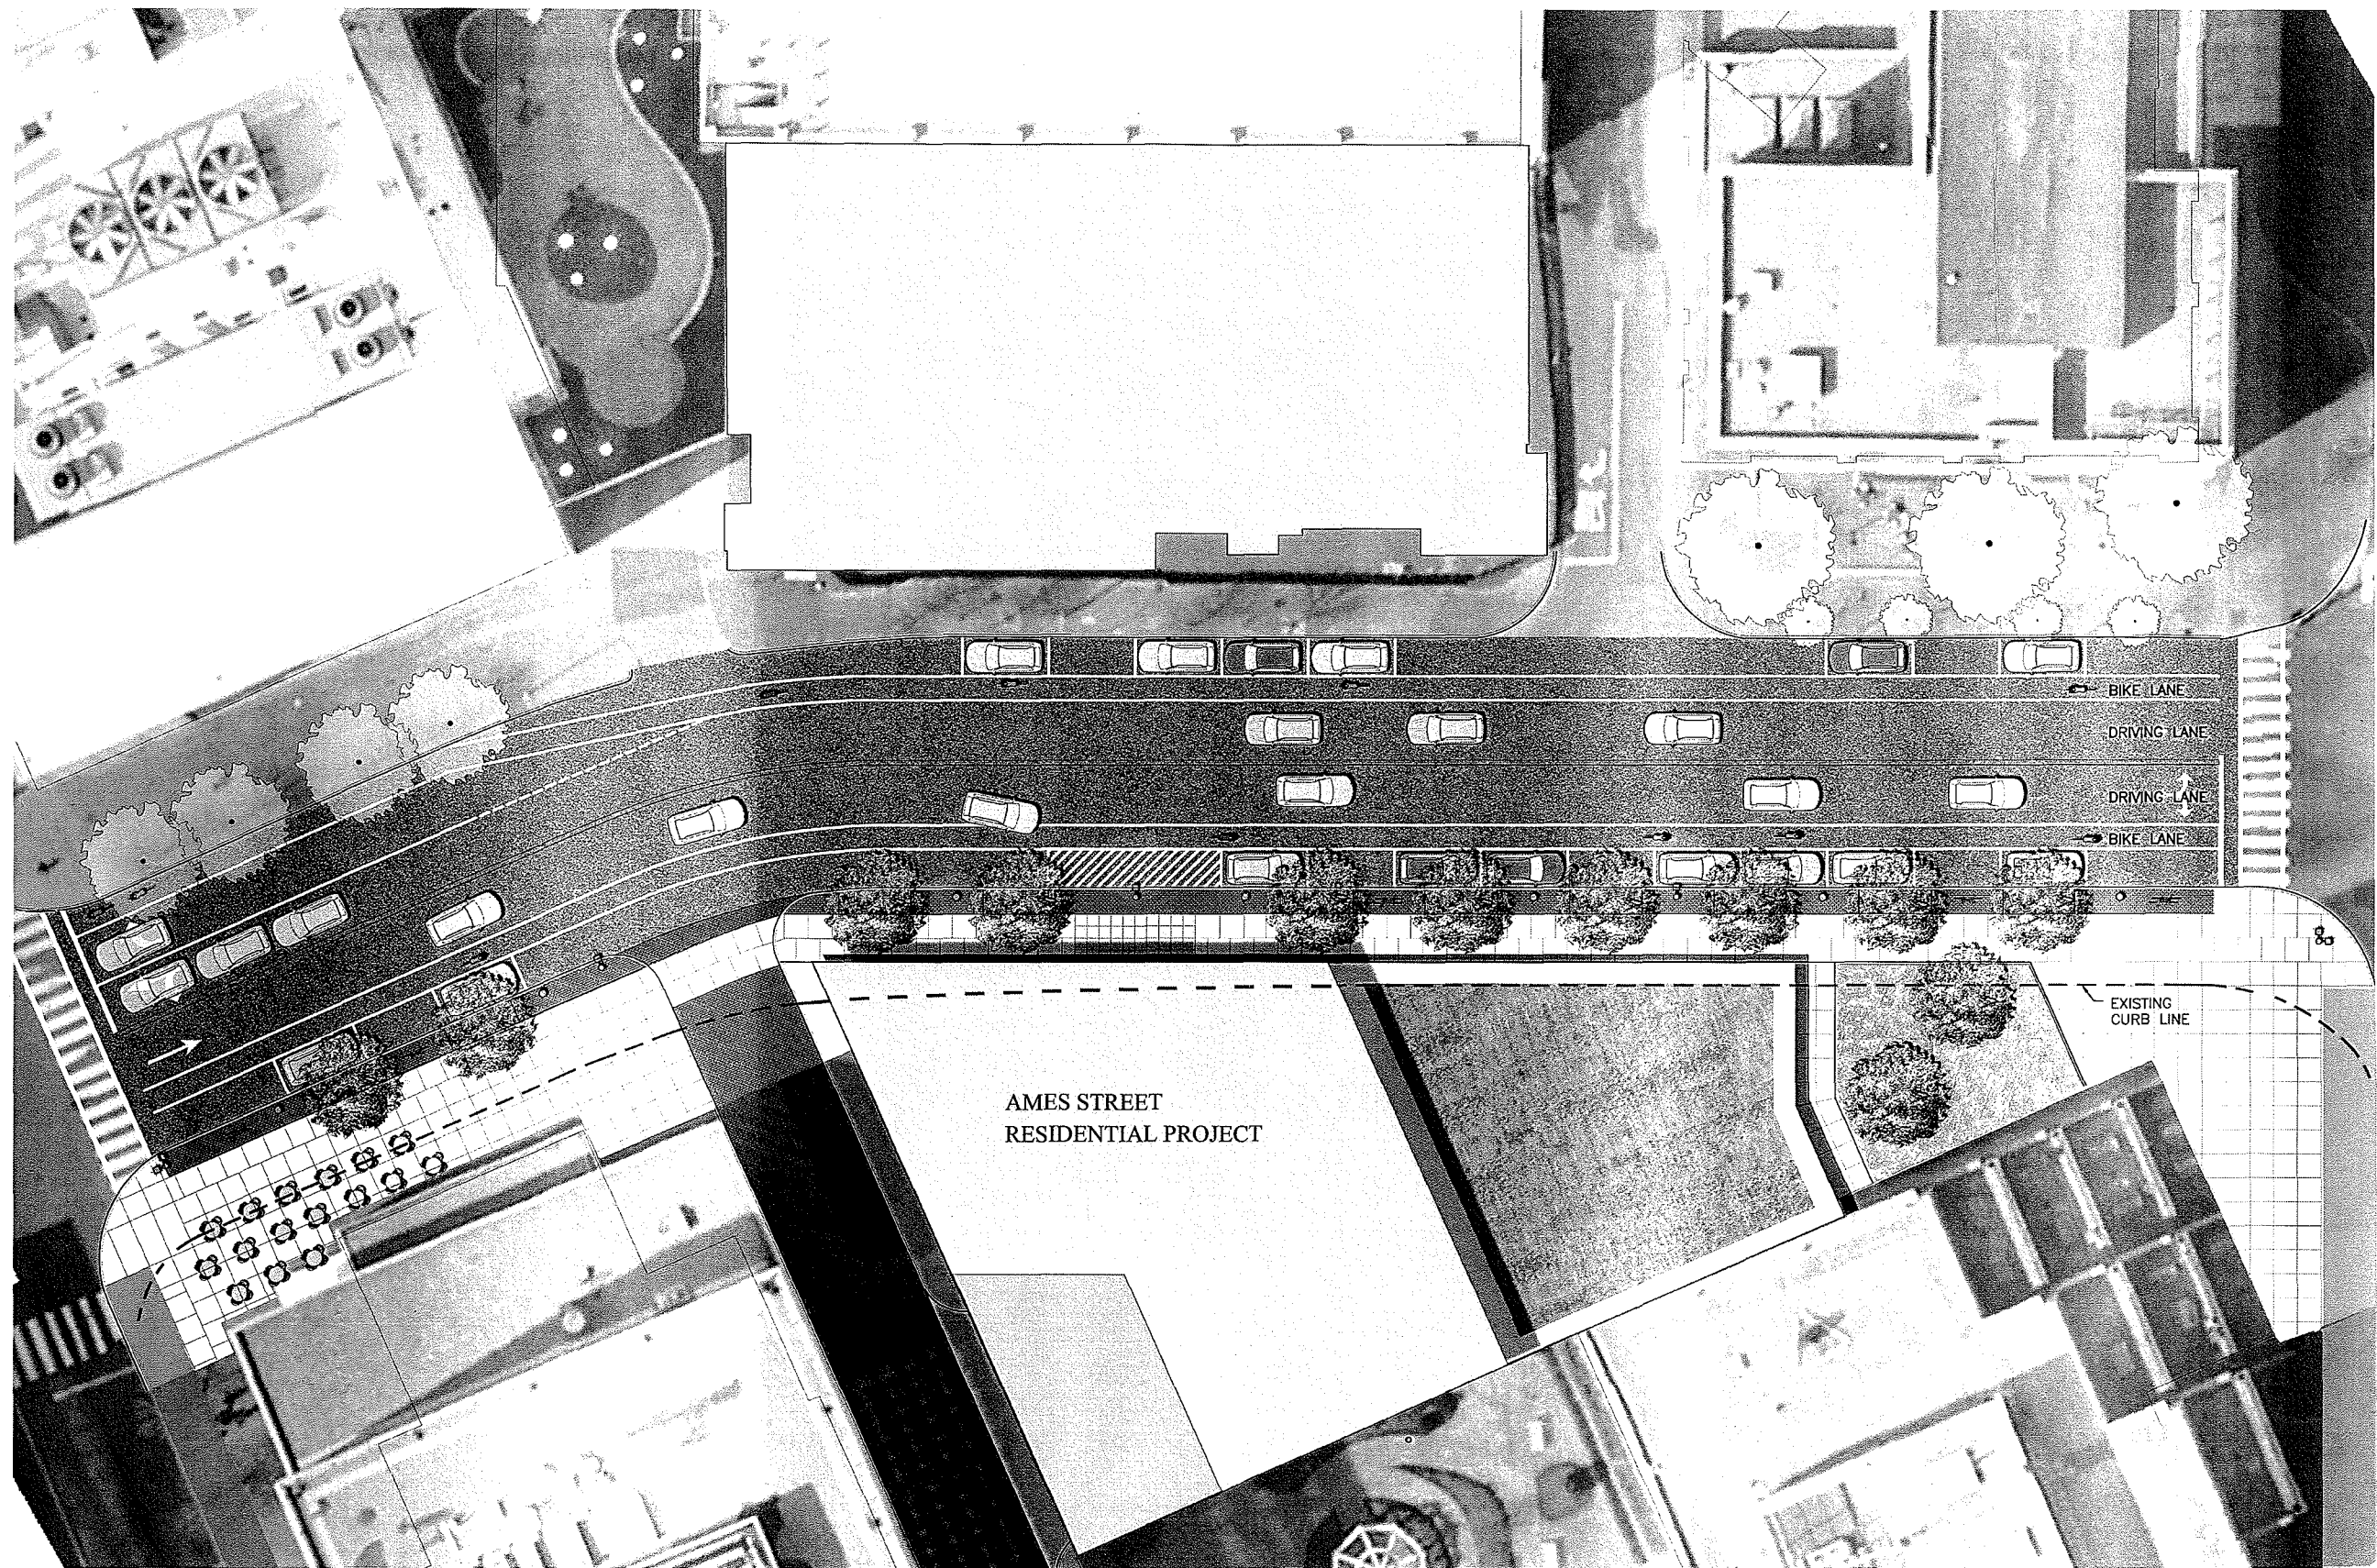 BIKE LANE
DRIVING LANE
DRIVING LANE
BIKE LANE
EXISTING
CURB LINE
AMES STREET
RESIDENTIAL PROJECT